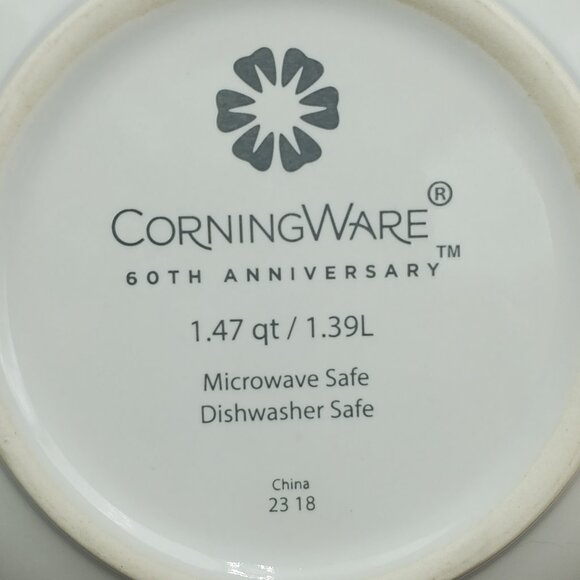 CORNINGWARE®
60TH ANNIVERSARY™
1.47 qt / 1.39L
Microwave Safe
Dishwasher Safe
China
23 18